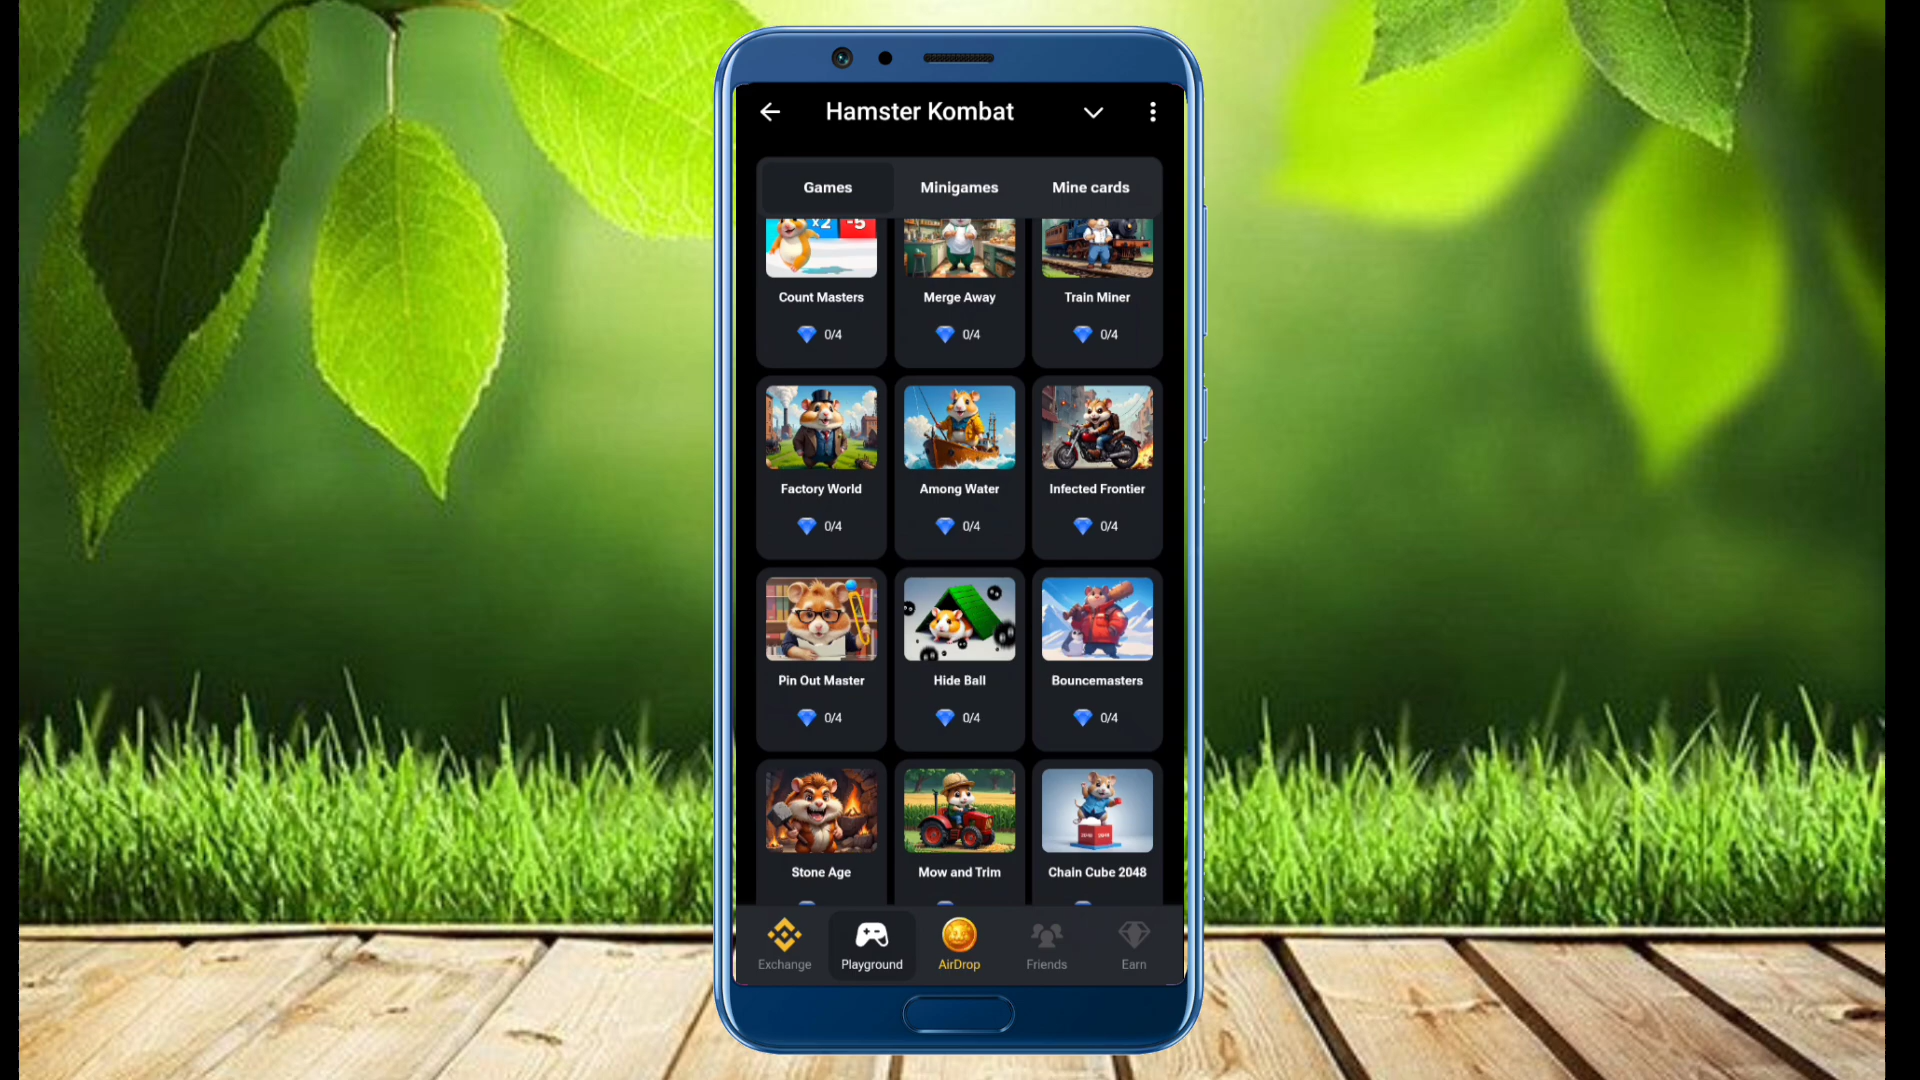 Hamster Kombat
Games Minigames Mine cards
x2 -5
Count Masters Merge Away Train Miner
0/4 0/4 0/4
Factory World Among Water Infected Frontier
0/4 0/4 0/4
Pin Out Master Hide Ball Bouncemasters
0/4 0/4 0/4
Stone Age Mow and Trim Chain Cube 2048
Exchange Playground AirDrop Friends Earn